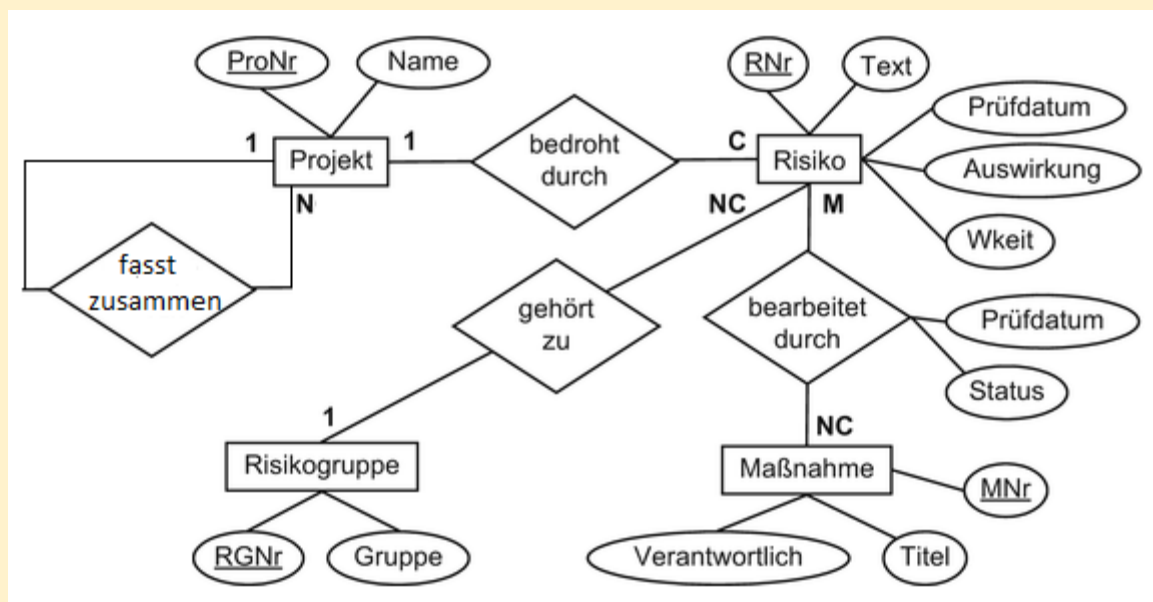 ProNr
Name
RNr
Text
Prüfdatum
Auswirkung
Wkeit
1
Projekt
1
bedroht
durch
C
Risiko
N
NC
M
fasst
zusammen
gehört
zu
bearbeitet
durch
Prüfdatum
Status
1
NC
Risikogruppe
Maßnahme
MNr
RGNr
Gruppe
Verantwortlich
Titel